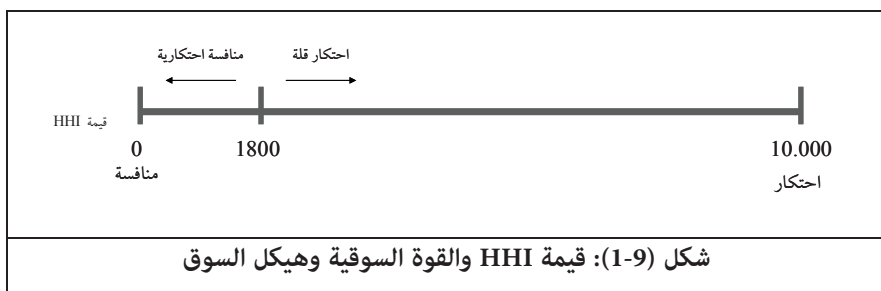 احتكار قلة منافسة احتكارية
قيمة HHI
0 1800 10.000
منافسة احتكار
شكل (9-1): قيمة HHI والقوة السوقية وهيكل السوق